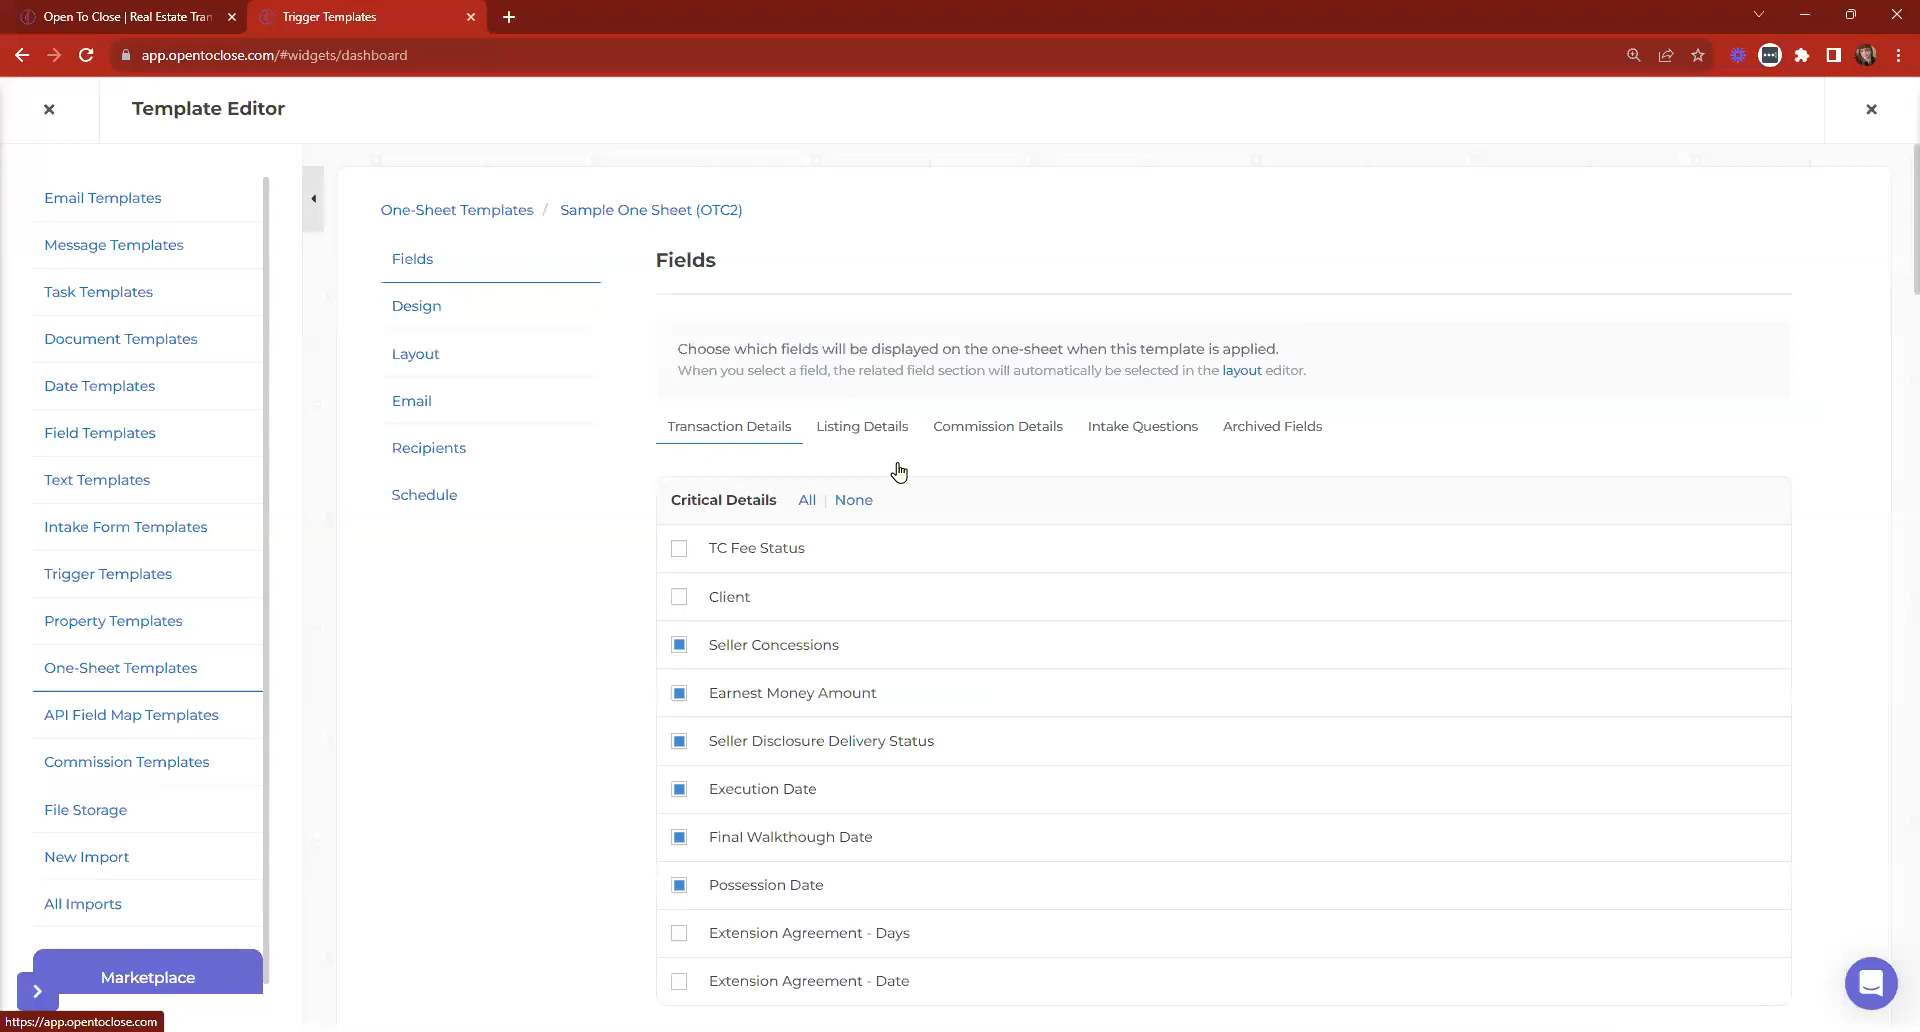 Open To Close | Real Estate Tran
Trigger Templates
app.opentoclose.com/#widgets/dashboard
Template Editor
Email Templates
Message Templates
Task Templates
Document Templates
Date Templates
Field Templates
Text Templates
Intake Form Templates
Trigger Templates
Property Templates
One-Sheet Templates
API Field Map Templates
Commission Templates
File Storage
New Import
All Imports
Marketplace
https://app.opentoclose.com
One-Sheet Templates / Sample One Sheet (OTC2)
Fields
Design
Layout
Email
Recipients
Schedule
Fields
Choose which fields will be displayed on the one-sheet when this template is applied.
When you select a field, the related field section will automatically be selected in the layout editor.
Transaction Details Listing Details Commission Details Intake Questions Archived Fields
Critical Details All | None
TC Fee Status
Client
Seller Concessions
Earnest Money Amount
Seller Disclosure Delivery Status
Execution Date
Final Walkthough Date
Possession Date
Extension Agreement - Days
Extension Agreement - Date